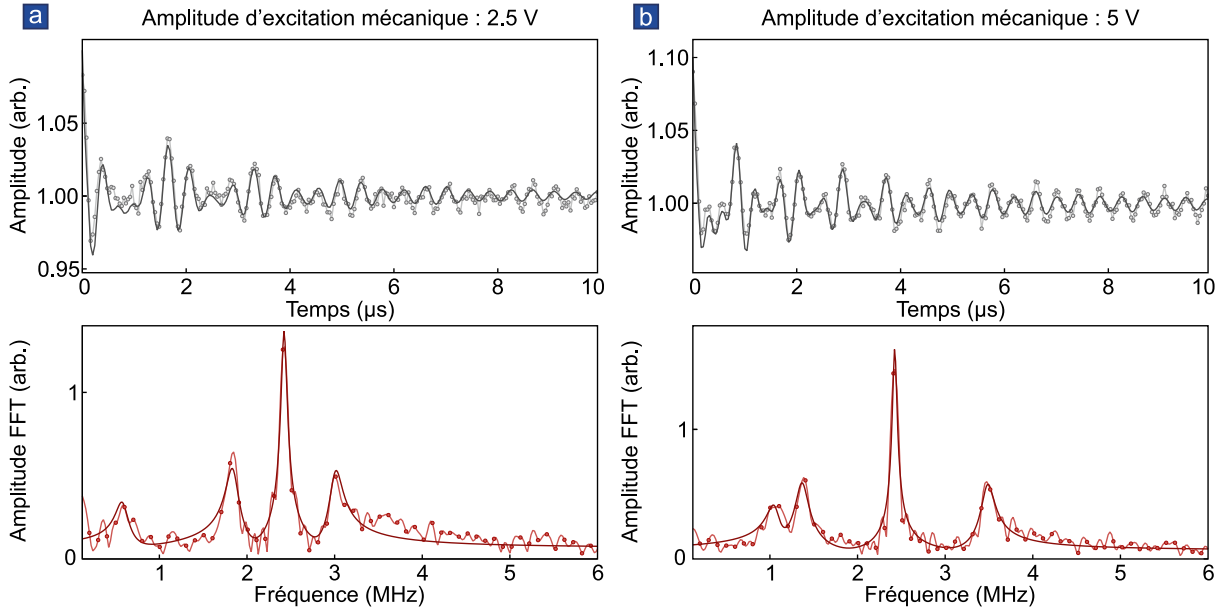 a Amplitude d'excitation mécanique : 2.5 V
Amplitude (arb.)
1.05
1.00
0.95
0 2 4 6 8 10
Temps (µs)
Amplitude FFT (arb.)
1
0
1 2 3 4 5 6
Fréquence (MHz)
b Amplitude d'excitation mécanique : 5 V
Amplitude (arb.)
1.10
1.05
1.00
0 2 4 6 8 10
Temps (µs)
Amplitude FFT (arb.)
1
0
1 2 3 4 5 6
Fréquence (MHz)